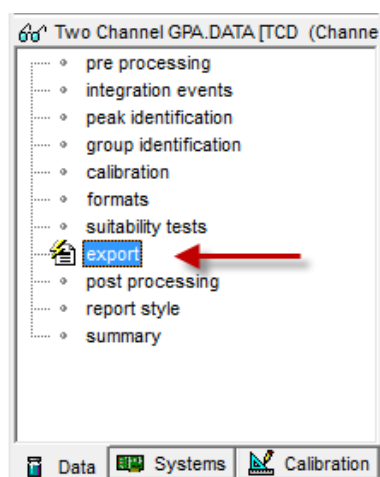 Two Channel GPA.DATA [TCD (Channe
pre processing
integration events
peak identification
group identification
calibration
formats
suitability tests
export
post processing
report style
summary
Data Systems Calibration